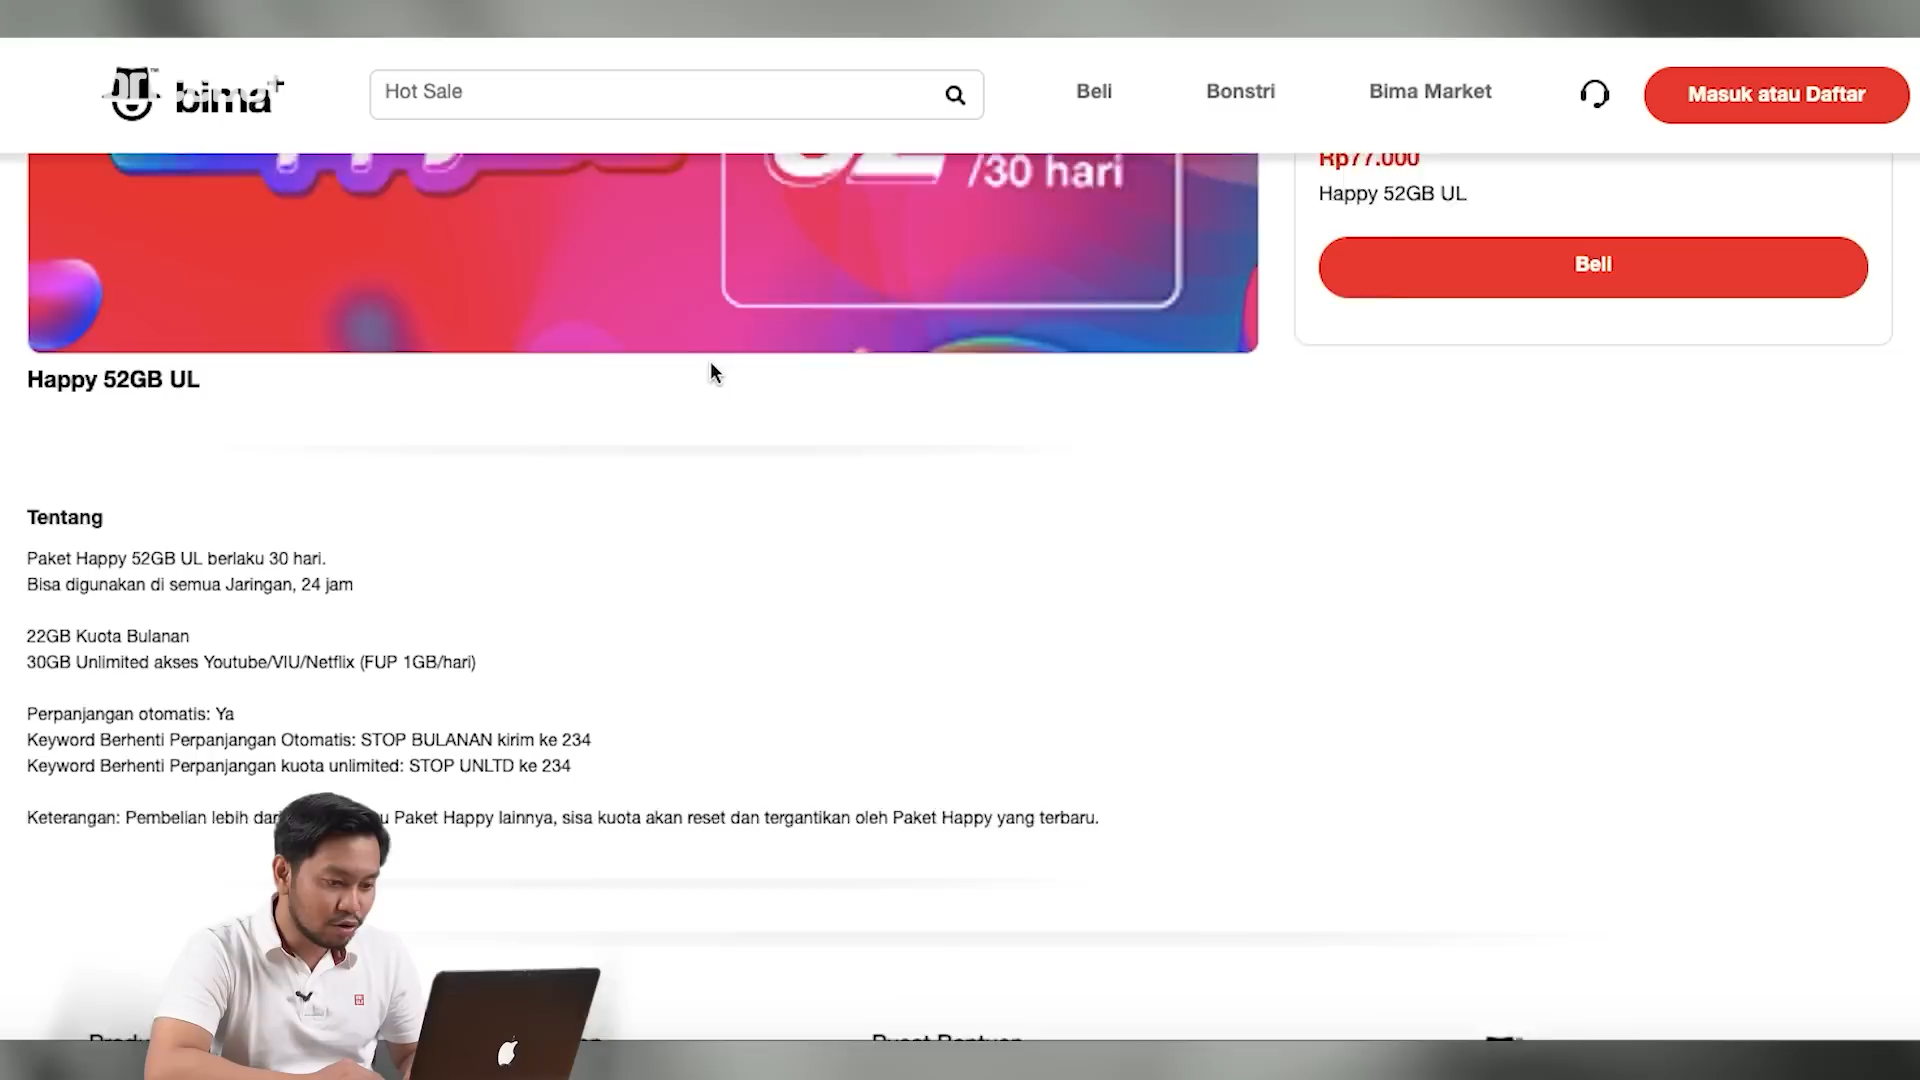 bima+
Hot Sale
Beli
Bonstri
Bima Market
Masuk atau Daftar
/30 hari
Rp77.000
Happy 52GB UL
Beli
Happy 52GB UL
Tentang
Paket Happy 52GB UL berlaku 30 hari.
Bisa digunakan di semua Jaringan, 24 jam
22GB Kuota Bulanan
30GB Unlimited akses Youtube/VIU/Netflix (FUP 1GB/hari)
Perpanjangan otomatis: Ya
Keyword Berhenti Perpanjangan Otomatis: STOP BULANAN kirim ke 234
Keyword Berhenti Perpanjangan kuota unlimited: STOP UNLTD ke 234
Keterangan: Pembelian lebih dari Paket Happy lainnya, sisa kuota akan reset dan tergantikan oleh Paket Happy yang terbaru.
Pusat Bantuan